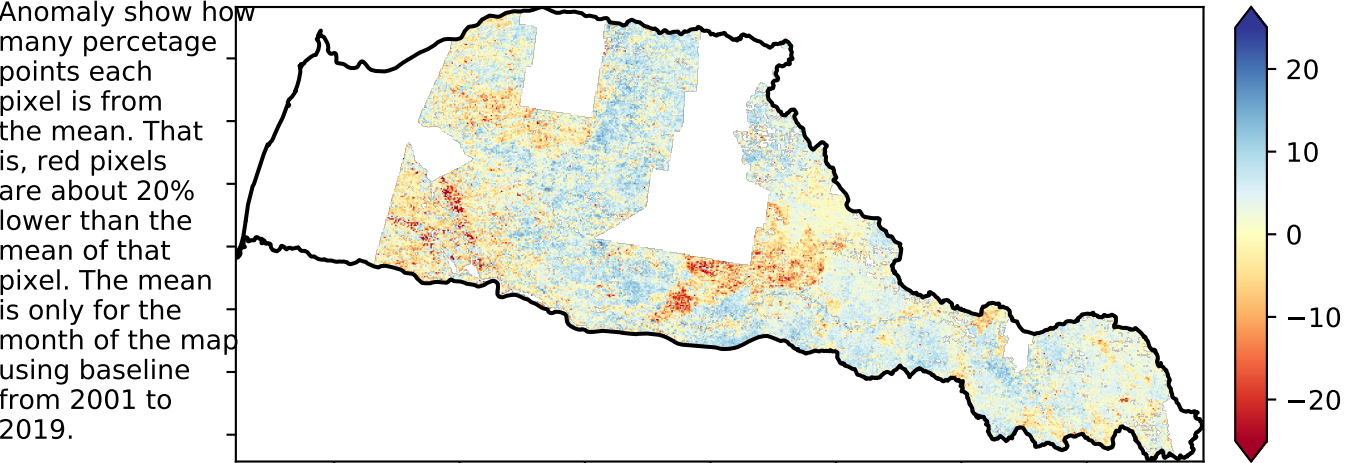 Anomaly show how
many percetage
points each
pixel is from
the mean. That
is, red pixels
are about 20%
lower than the
mean of that
pixel. The mean
is only for the
month of the map
using baseline
from 2001 to
2019.
20
10
0
−10
−20